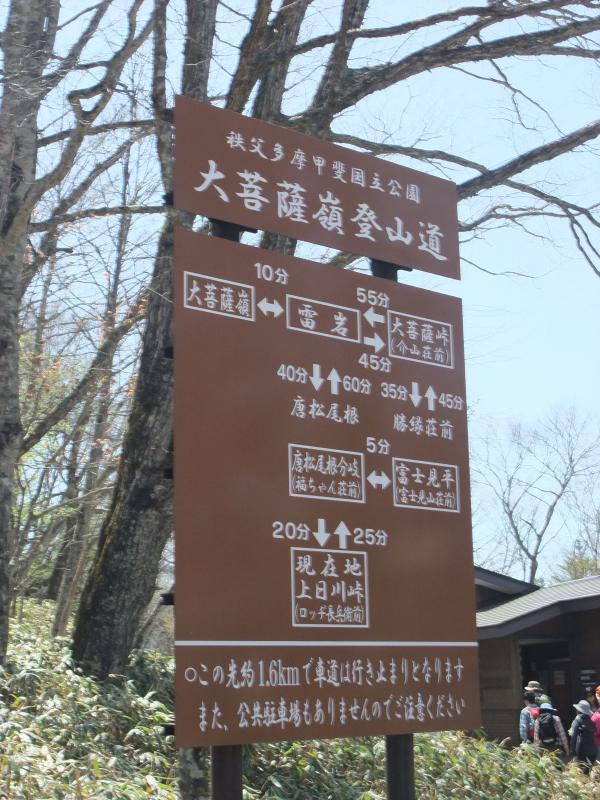 秩父多摩甲斐国立公園
大菩薩嶺登山道
10分
大菩薩嶺
雷岩
55分
45分
大菩薩峠
(介山荘前)
40分
60分
35分
45分
唐松尾根
勝縁荘前
唐松尾根分岐
(福ちゃん荘前)
5分
富士見平
(富士見山荘前)
20分
25分
現在地
上日川峠
(ロッヂ長兵衛前)
○この先約1.6kmで車道は行き止まりとなります
また、公共駐車場もありませんのでご注意ください